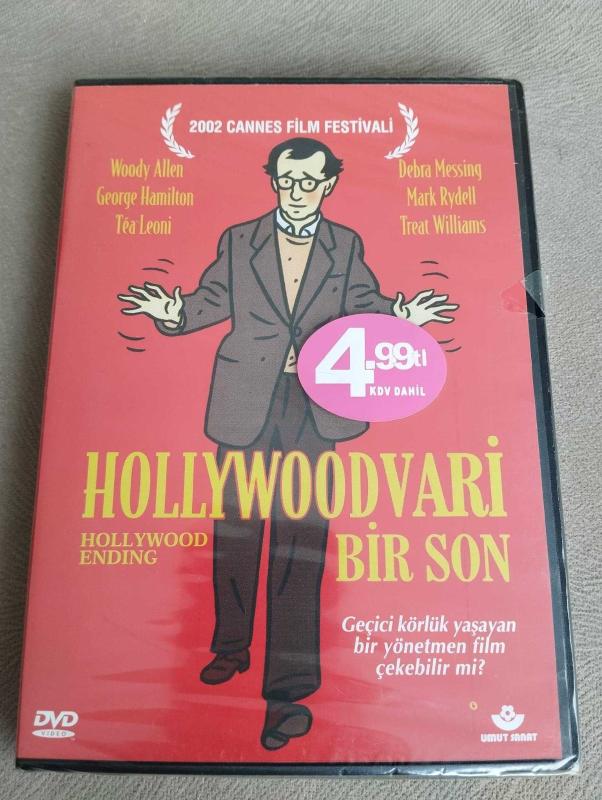 2002 CANNES FİLM FESTİVALİ
Woody Allen
George Hamilton
Téa Leoni
Debra Messing
Mark Rydell
Treat Williams
4.99tl
KDV DAHİL
HOLLYWOODVARİ
BİR SON
HOLLYWOOD
ENDING
Geçici körlük yaşayan
bir yönetmen film
çekebilir mi?
DVD
VIDEO
UMUT SANAT